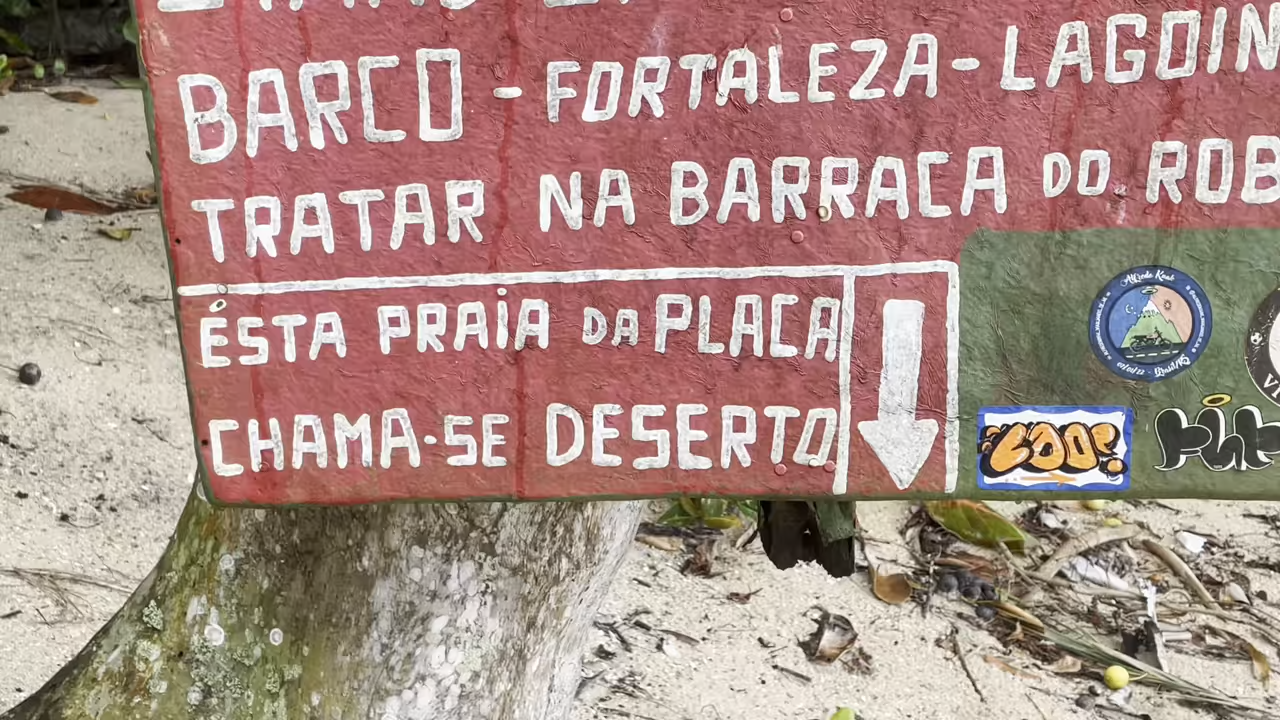 BARCO - FORTALEZA - LAGOIN
TRATAR NA BARRACA DO ROB
ÉSTA PRAiA DA PLACA
CHAMA-SE DESERTO